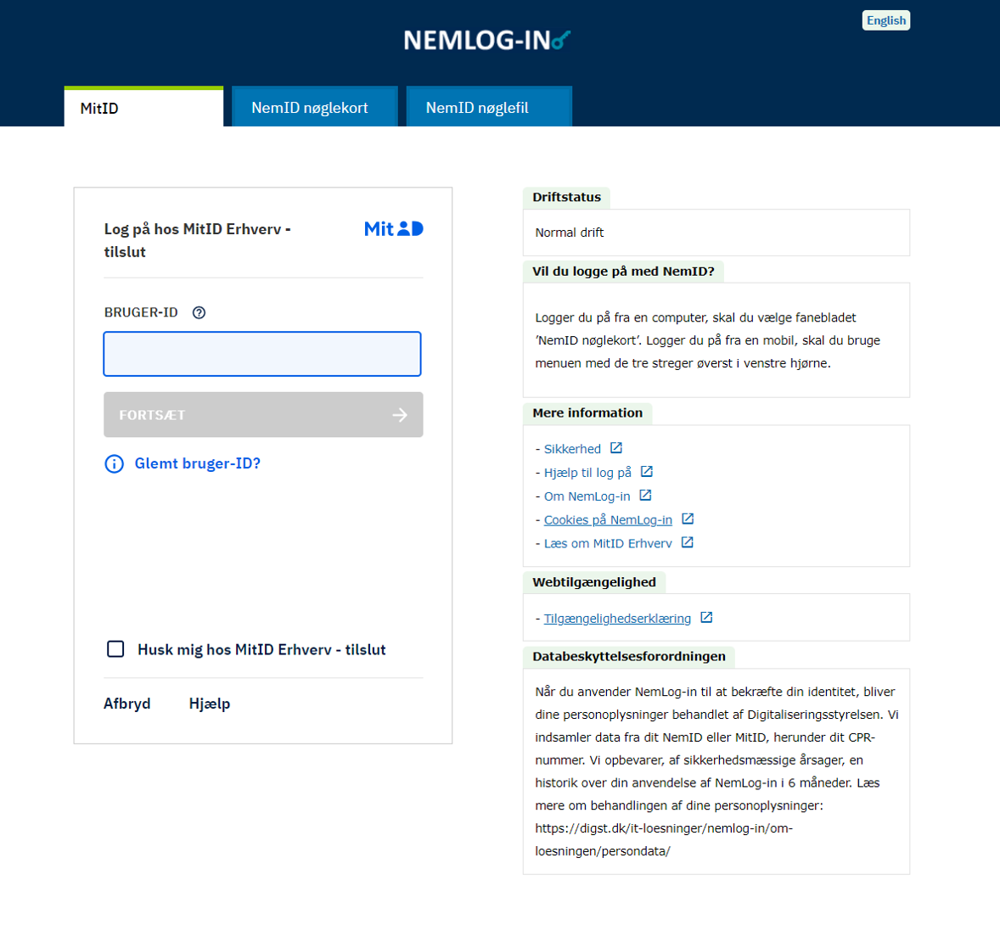 NEMLOG-IN
English
MitID
NemID nøglekort
NemID nøglefil
Log på hos MitID Erhverv -
tilslut
Mit ID
BRUGER-ID
FORTSÆT
Glemt bruger-ID?
Husk mig hos MitID Erhverv - tilslut
Afbryd
Hjælp
Driftstatus
Normal drift
Vil du logge på med NemID?
Logger du på fra en computer, skal du vælge fanebladet
’NemID nøglekort’. Logger du på fra en mobil, skal du bruge
menuen med de tre streger øverst i venstre hjørne.
Mere information
- Sikkerhed
- Hjælp til log på
- Om NemLog-in
- Cookies på NemLog-in
- Læs om MitID Erhverv
Webtilgængelighed
- Tilgængelighedserklæring
Databeskyttelsesforordningen
Når du anvender NemLog-in til at bekræfte din identitet, bliver
dine personoplysninger behandlet af Digitaliseringsstyrelsen. Vi
indsamler data fra dit NemID eller MitID, herunder dit CPR-
nummer. Vi opbevarer, af sikkerhedsmæssige årsager, en
historik over din anvendelse af NemLog-in i 6 måneder. Læs
mere om behandlingen af dine personoplysninger:
https://digst.dk/it-loesninger/nemlog-in/om-
loesningen/persondata/